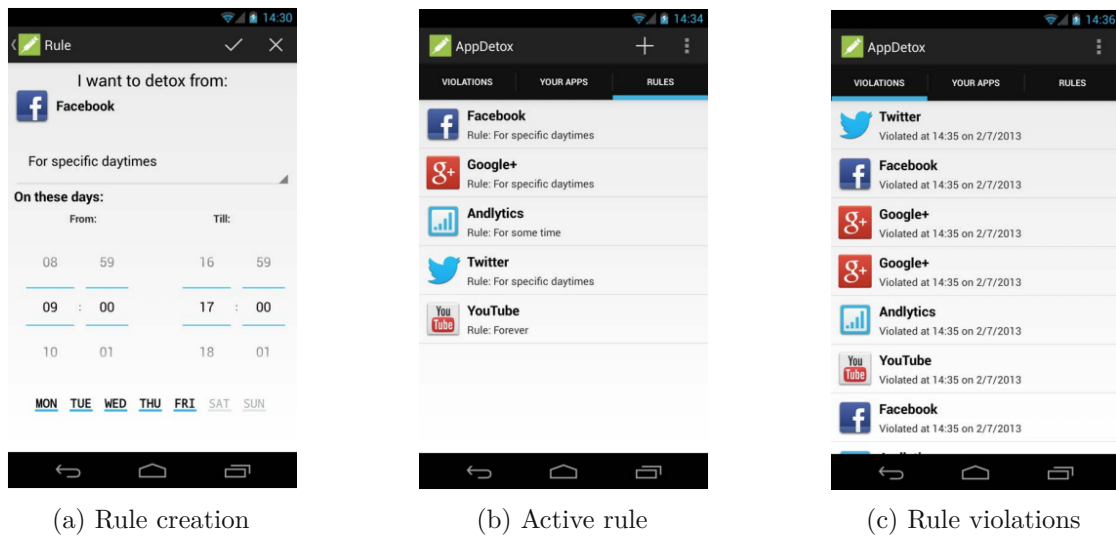 14:30
Rule
I want to detox from:
Facebook
For specific daytimes
On these days:
From: Till:
08 59 16 59
09 : 00 17 : 00
10 01 18 01
MON TUE WED THU FRI SAT SUN
(a) Rule creation
14:34
AppDetox
VIOLATIONS YOUR APPS RULES
Facebook
Rule: For specific daytimes
Google+
Rule: For specific daytimes
Andlytics
Rule: For some time
Twitter
Rule: For specific daytimes
You
Tube
YouTube
Rule: Forever
(b) Active rule
14:36
AppDetox
VIOLATIONS YOUR APPS RULES
Twitter
Violated at 14:35 on 2/7/2013
Facebook
Violated at 14:35 on 2/7/2013
Google+
Violated at 14:35 on 2/7/2013
Google+
Violated at 14:35 on 2/7/2013
Andlytics
Violated at 14:35 on 2/7/2013
You
Tube
YouTube
Violated at 14:35 on 2/7/2013
Facebook
Violated at 14:35 on 2/7/2013
(c) Rule violations